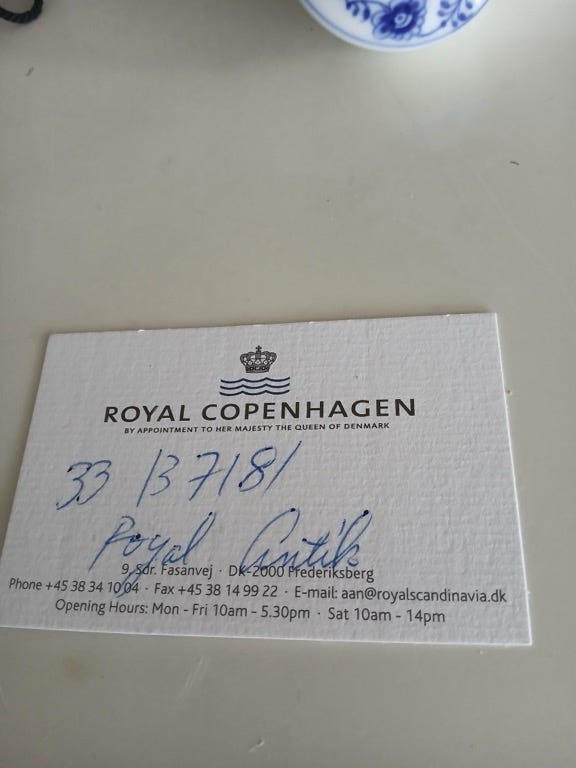 ROYAL COPENHAGEN
BY APPOINTMENT TO HER MAJESTY THE QUEEN OF DENMARK
33 13 7181
Royal Antik
9, Sdr. Fasanvej · DK-2000 Frederiksberg
Phone +45 38 34 10 04 · Fax +45 38 14 99 22 · E-mail: aan@royalscandinavia.dk
Opening Hours: Mon - Fri 10am - 5.30pm · Sat 10am - 14pm